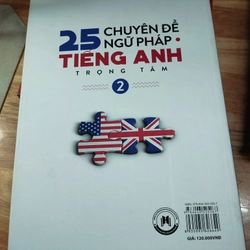 25 CHUYÊN ĐỀ
NGỮ PHÁP
TIẾNG ANH
TRỌNG TÂM
2
GIÁ: 120.000VNĐ